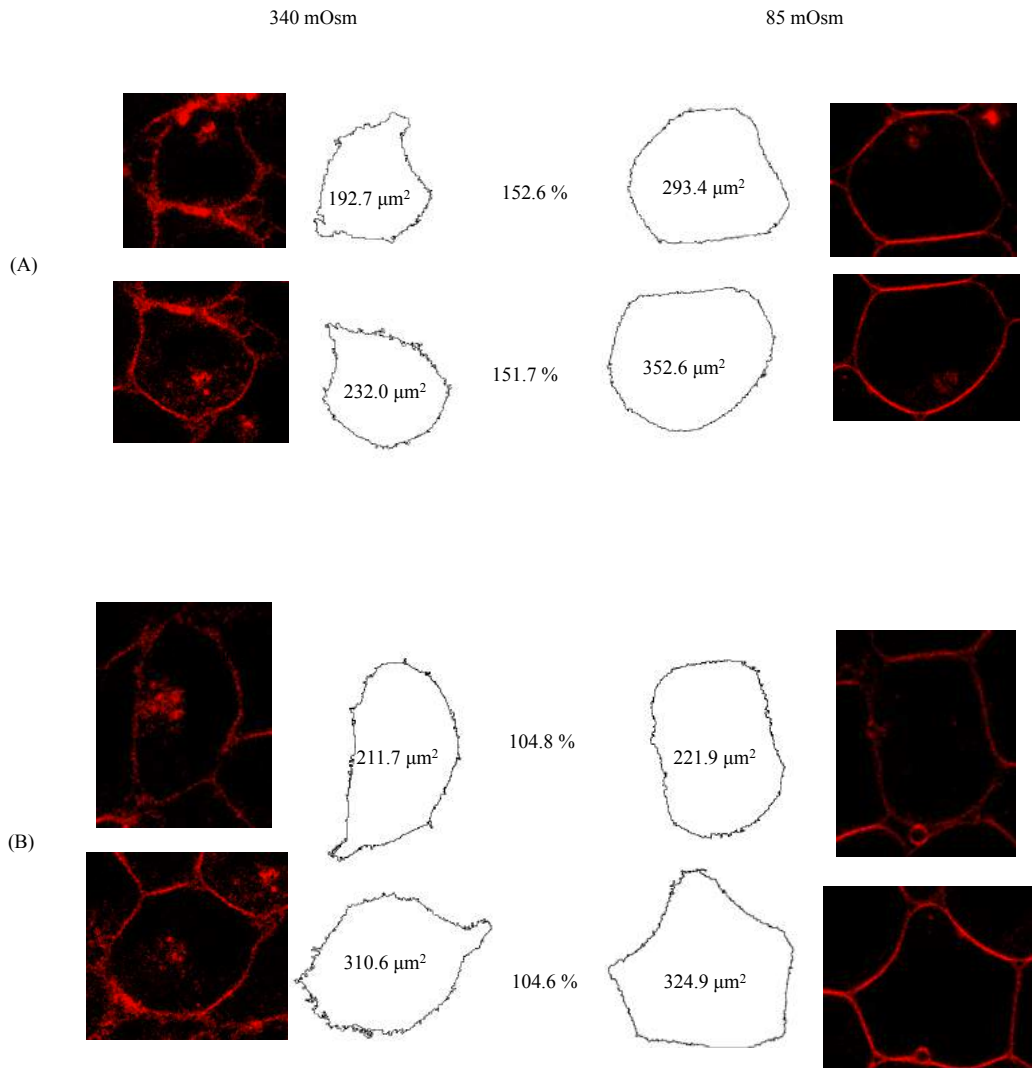 340 mOsm 85 mOsm
192.7 μm² 152.6 % 293.4 μm²
(A)
232.0 μm² 151.7 % 352.6 μm²
211.7 μm² 104.8 % 221.9 μm²
(B)
310.6 μm² 104.6 % 324.9 μm²